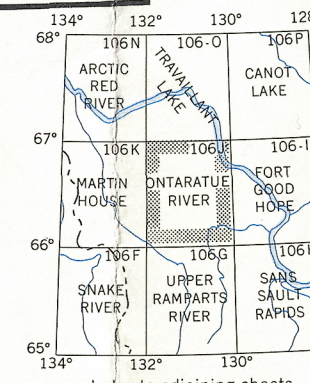 134° 132° 130° 128
68° 106N 106-O 106P
ARCTIC RED RIVER
TRAVAILLANT LAKE
CANOT LAKE
67° 106K 106J 106-I
MARTIN HOUSE
ONTARATUE RIVER
FORT GOOD HOPE
66° 106F 106G 106H
SNAKE RIVER
UPPER RAMPARTS RIVER
SANS SAULT RAPIDS
65°
134° 132° 130°
adjoining sheets